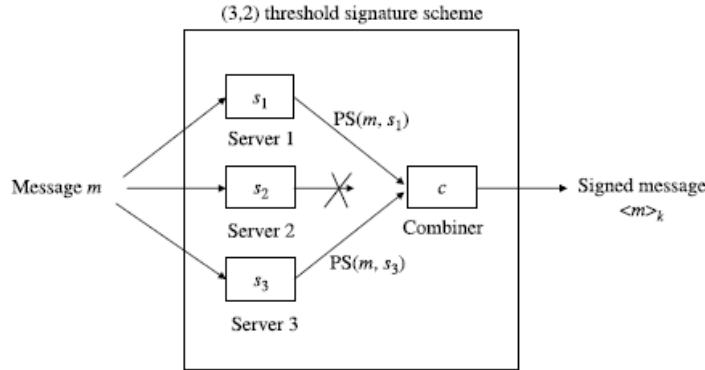 (3,2) threshold signature scheme
s1
Server 1
PS(m, s1)
Message m
s2
Server 2
c
Combiner
Signed message
<m>k
PS(m, s3)
s3
Server 3